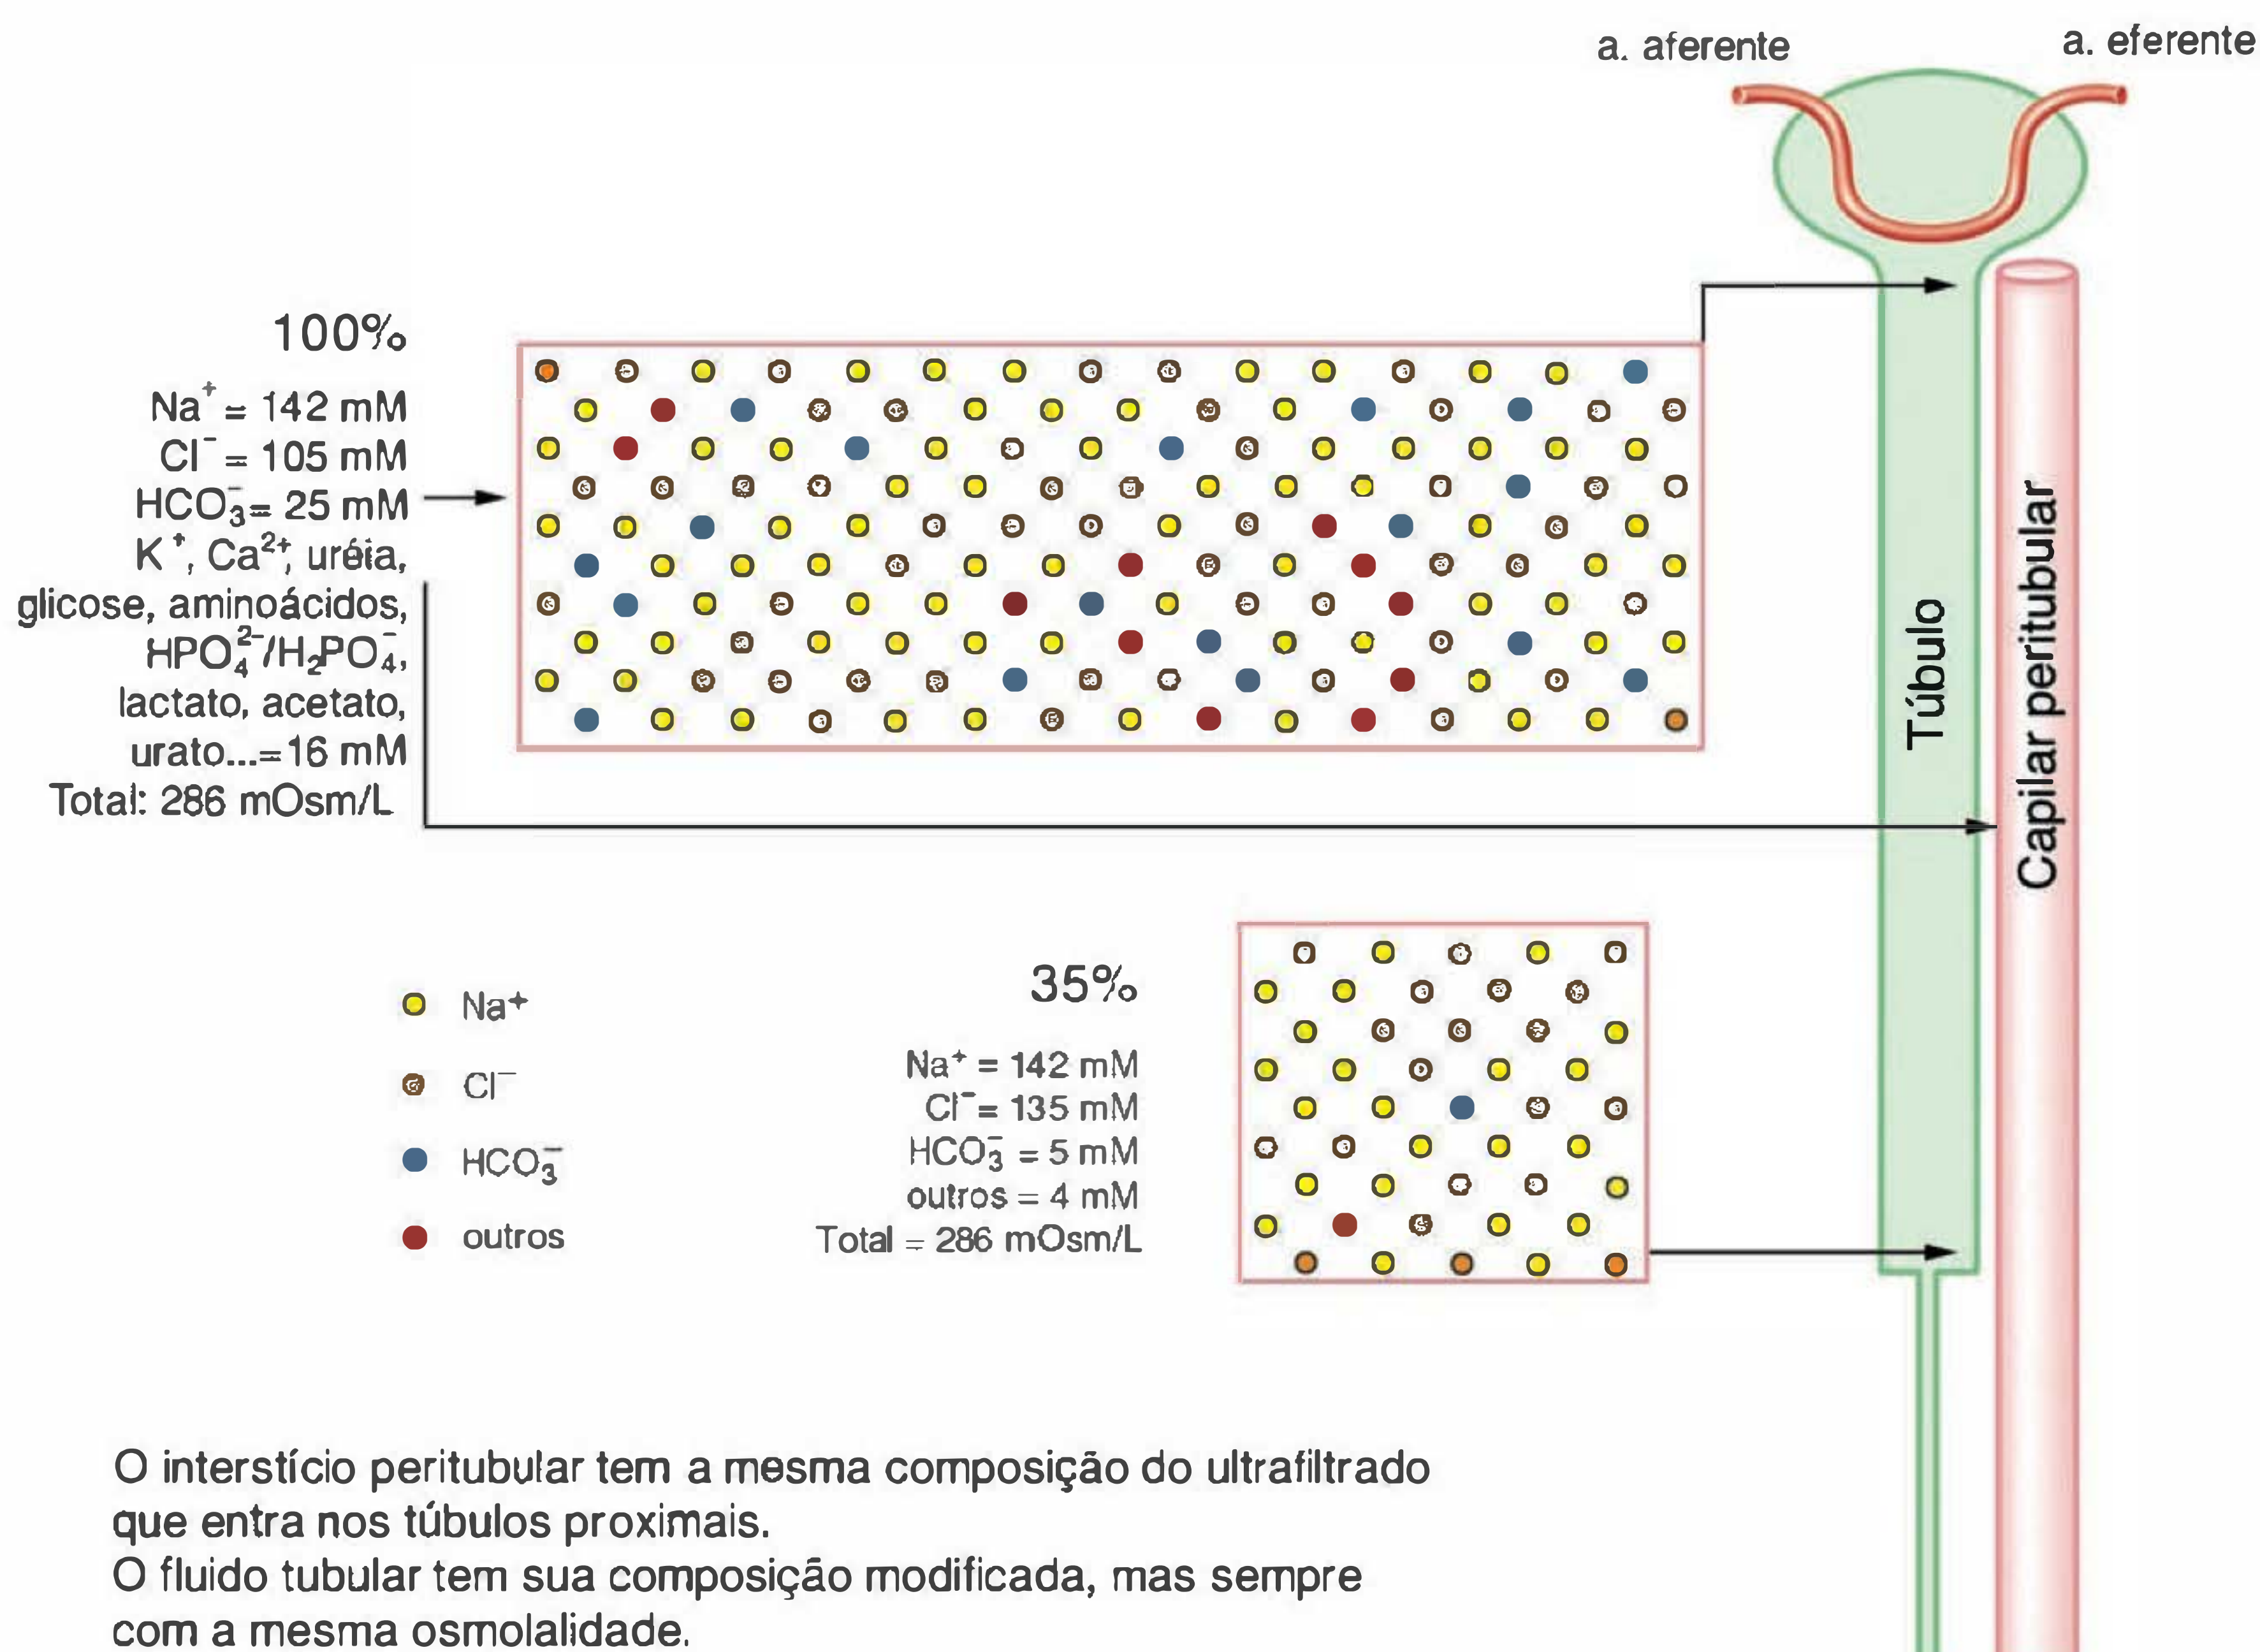 a. aferente
a. eferente
100%
Na⁺ = 142 mM
Cl⁻ = 105 mM
HCO₃⁻= 25 mM
K⁺, Ca²⁺, uréia,
glicose, aminoácidos,
HPO₄²⁻/H₂PO₄⁻,
lactato, acetato,
urato...=16 mM
Total: 286 mOsm/L
Túbulo
Capilar peritubular
Na⁺
Cl⁻
HCO₃⁻
outros
35%
Na⁺ = 142 mM
Cl⁻= 135 mM
HCO₃⁻ = 5 mM
outros = 4 mM
Total = 286 mOsm/L
O interstício peritubular tem a mesma composição do ultrafiltrado
que entra nos túbulos proximais.
O fluido tubular tem sua composição modificada, mas sempre
com a mesma osmolalidade.